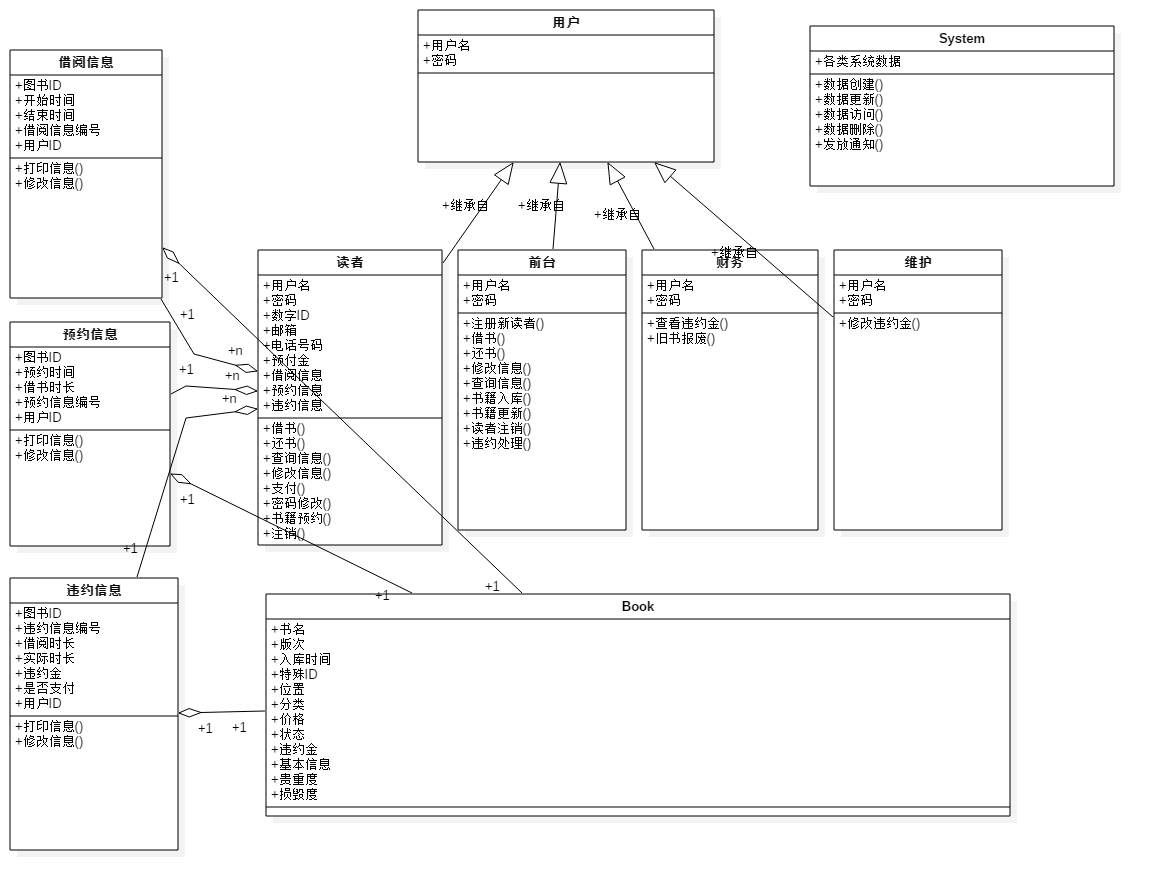 用户
+用户名
+密码
System
+各类系统数据
+数据创建()
+数据更新()
+数据访问()
+数据删除()
+发放通知()
借阅信息
+图书ID
+开始时间
+结束时间
+借阅信息编号
+用户ID
+打印信息()
+修改信息()
+继承自
+继承自
+继承自
+继承自
+1
+1
+n
+1
+n
+n
+1
+1
+1
+1
+1
+1
预约信息
+图书ID
+预约时间
+借书时长
+预约信息编号
+用户ID
+打印信息()
+修改信息()
读者
+用户名
+密码
+数字ID
+邮箱
+电话号码
+预付金
+借阅信息
+预约信息
+违约信息
+借书()
+还书()
+查询信息()
+修改信息()
+支付()
+密码修改()
+书籍预约()
+注销()
前台
+用户名
+密码
+注册新读者()
+借书()
+还书()
+修改信息()
+查询信息()
+书籍入库()
+书籍更新()
+读者注销()
+违约处理()
财务
+用户名
+密码
+查看违约金()
+旧书报废()
维护
+用户名
+密码
+修改违约金()
违约信息
+图书ID
+违约信息编号
+借阅时长
+实际时长
+违约金
+是否支付
+用户ID
+打印信息()
+修改信息()
Book
+书名
+版次
+入库时间
+特殊ID
+位置
+分类
+价格
+状态
+违约金
+基本信息
+贵重度
+损毁度